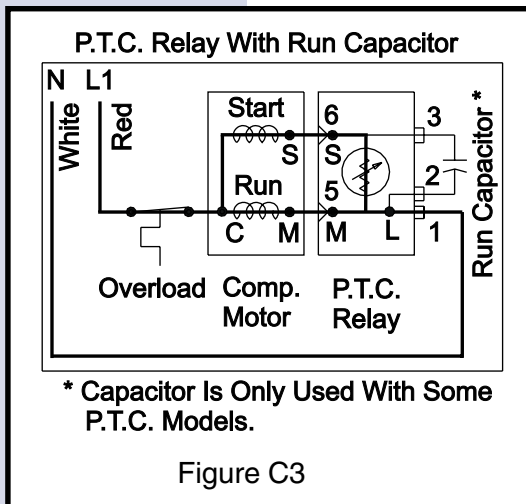 P.T.C. Relay With Run Capacitor
N L1
White
Red
Start
S
Run
C
M
6
S
5
M
L
3
2
1
Run Capacitor *
Overload
Comp.
Motor
P.T.C.
Relay
* Capacitor Is Only Used With Some
P.T.C. Models.
Figure C3